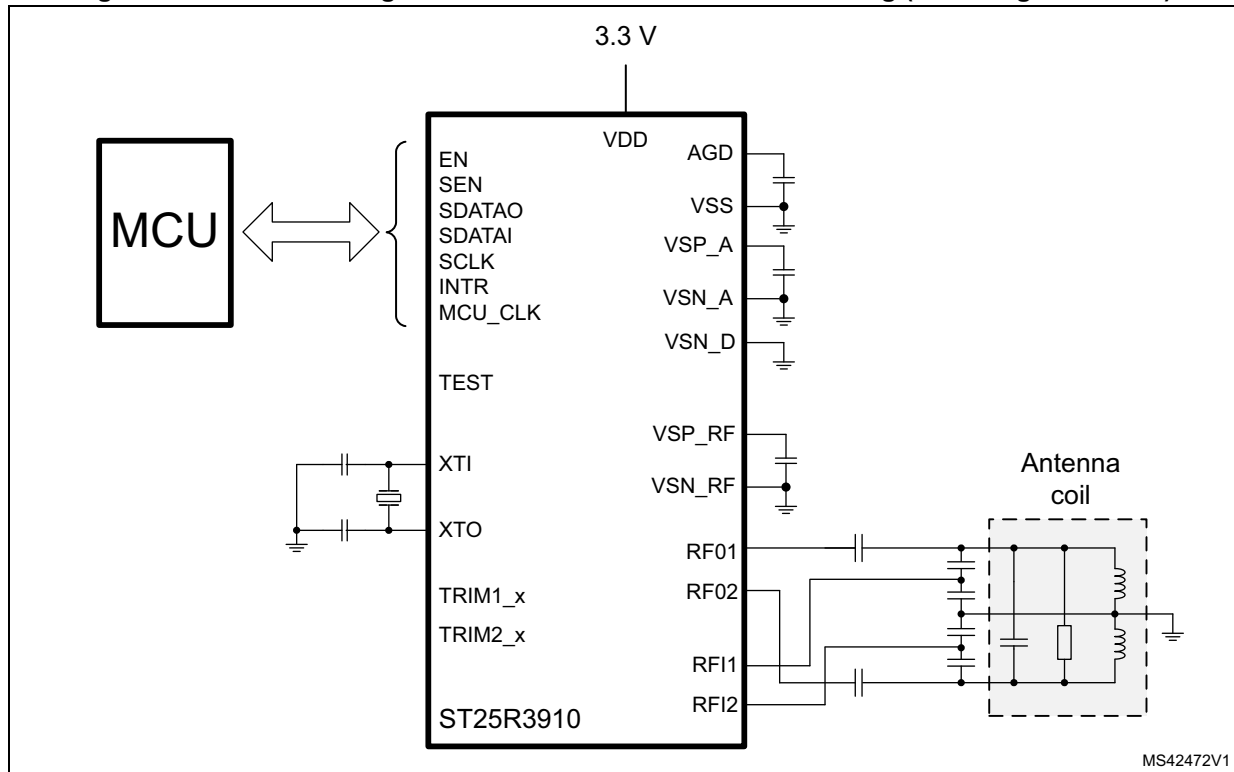 3.3 V
MCU
VDD
EN
SEN
SDATAO
SDATAI
SCLK
INTR
MCU_CLK
TEST
XTI
XTO
TRIM1_x
TRIM2_x
ST25R3910
AGD
VSS
VSP_A
VSN_A
VSN_D
VSP_RF
VSN_RF
RF01
RF02
RFI1
RFI2
Antenna
coil
MS42472V1